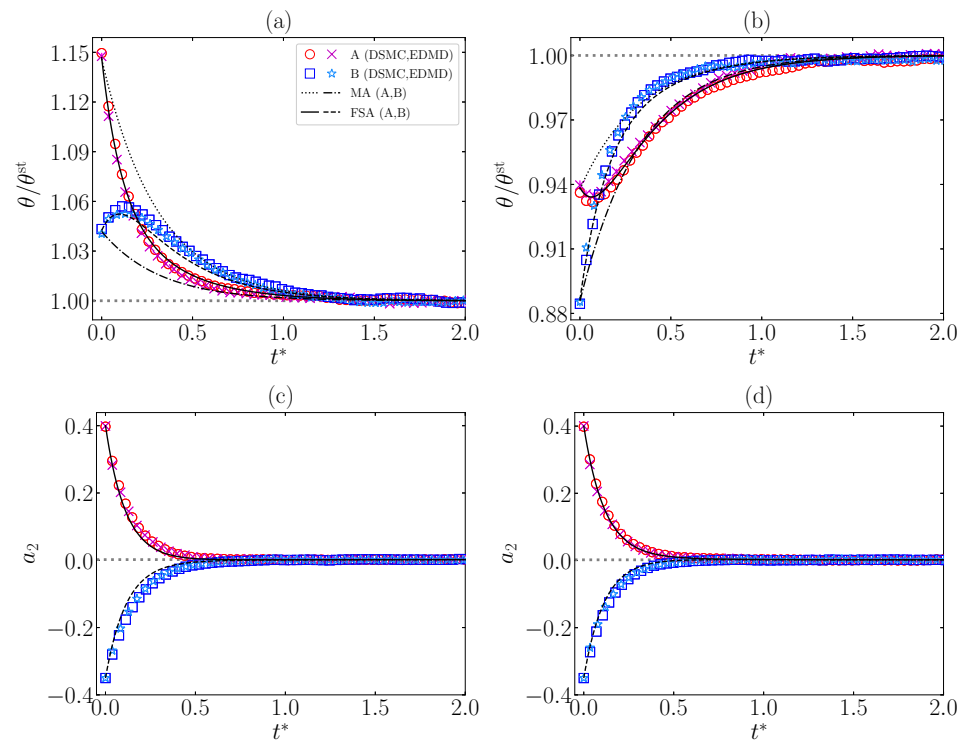 (a)
1.15
1.12
1.09
1.06
1.03
1.00
θ/θ^st
0.0 0.5 1.0 1.5 2.0
t*
A (DSMC,EDMD)
B (DSMC,EDMD)
MA (A,B)
FSA (A,B)
(b)
1.00
0.97
0.94
0.91
0.88
θ/θ^st
0.0 0.5 1.0 1.5 2.0
t*
(c)
0.4
0.2
0.0
−0.2
−0.4
a₂
0.0 0.5 1.0 1.5 2.0
t*
(d)
0.4
0.2
0.0
−0.2
−0.4
a₂
0.0 0.5 1.0 1.5 2.0
t*